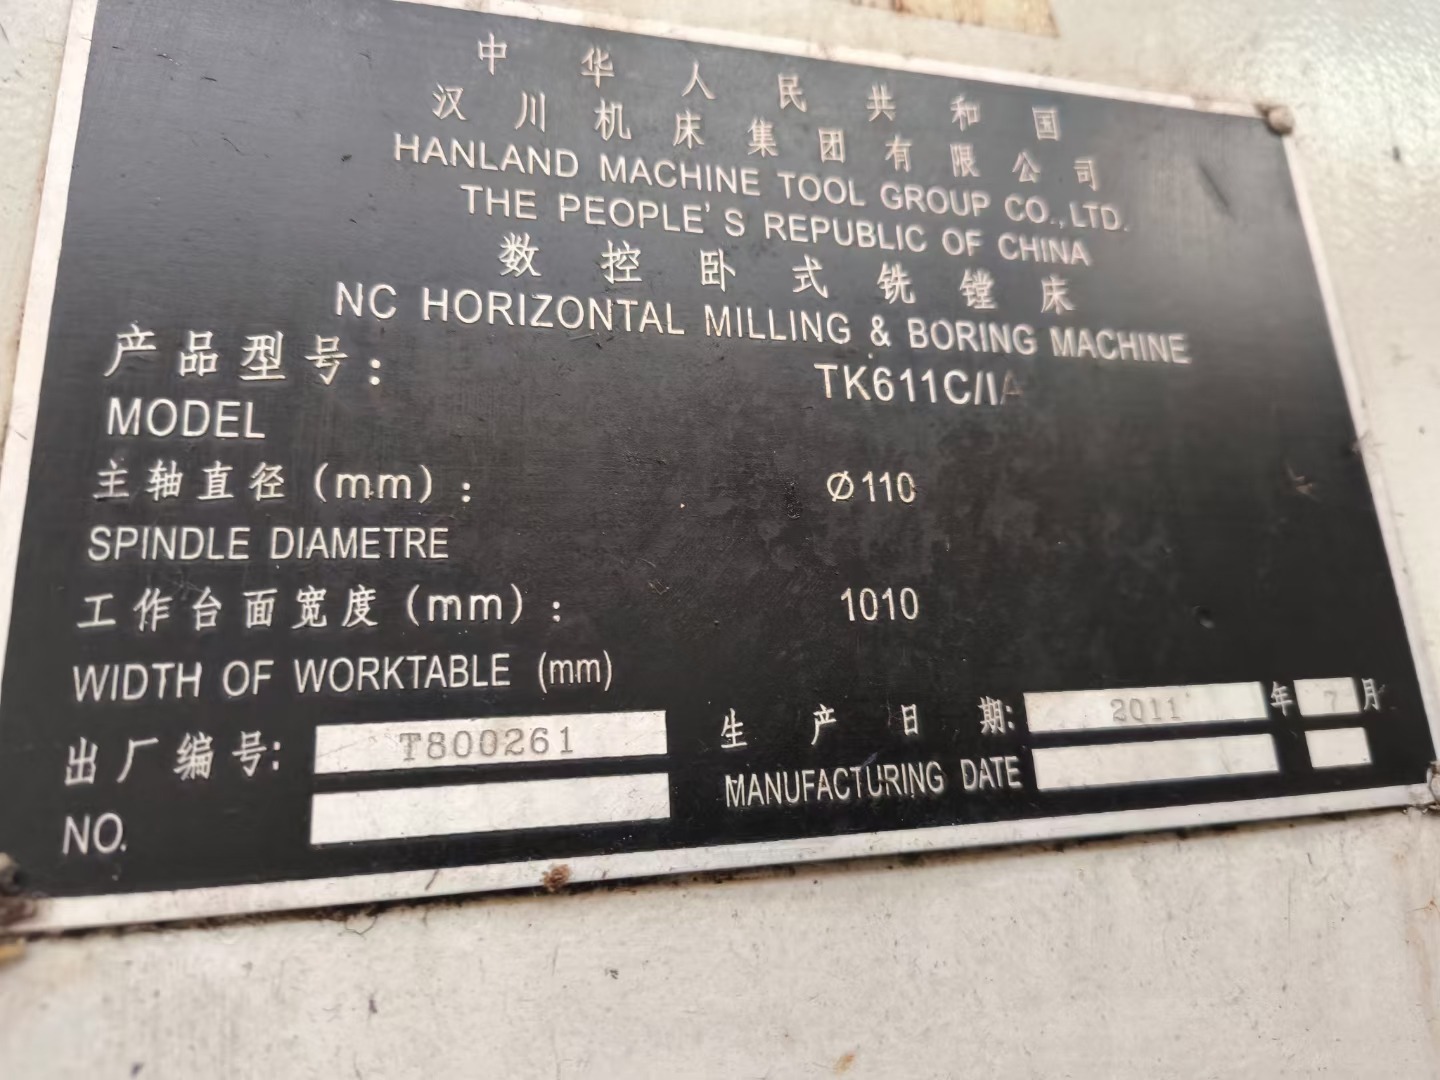 中华人民共和国
汉川机床集团有限公司
HANLAND MACHINE TOOL GROUP CO.,LTD.
THE PEOPLE'S REPUBLIC OF CHINA
数控卧式铣镗床
NC HORIZONTAL MILLING & BORING MACHINE
产品型号: TK611C/1A
MODEL
主轴直径(mm): Ø110
SPINDLE DIAMETRE
工作台面宽度(mm): 1010
WIDTH OF WORKTABLE (mm)
出厂编号: T800261 生产日期: 2011 年 7 月
NO. MANUFACTURING DATE